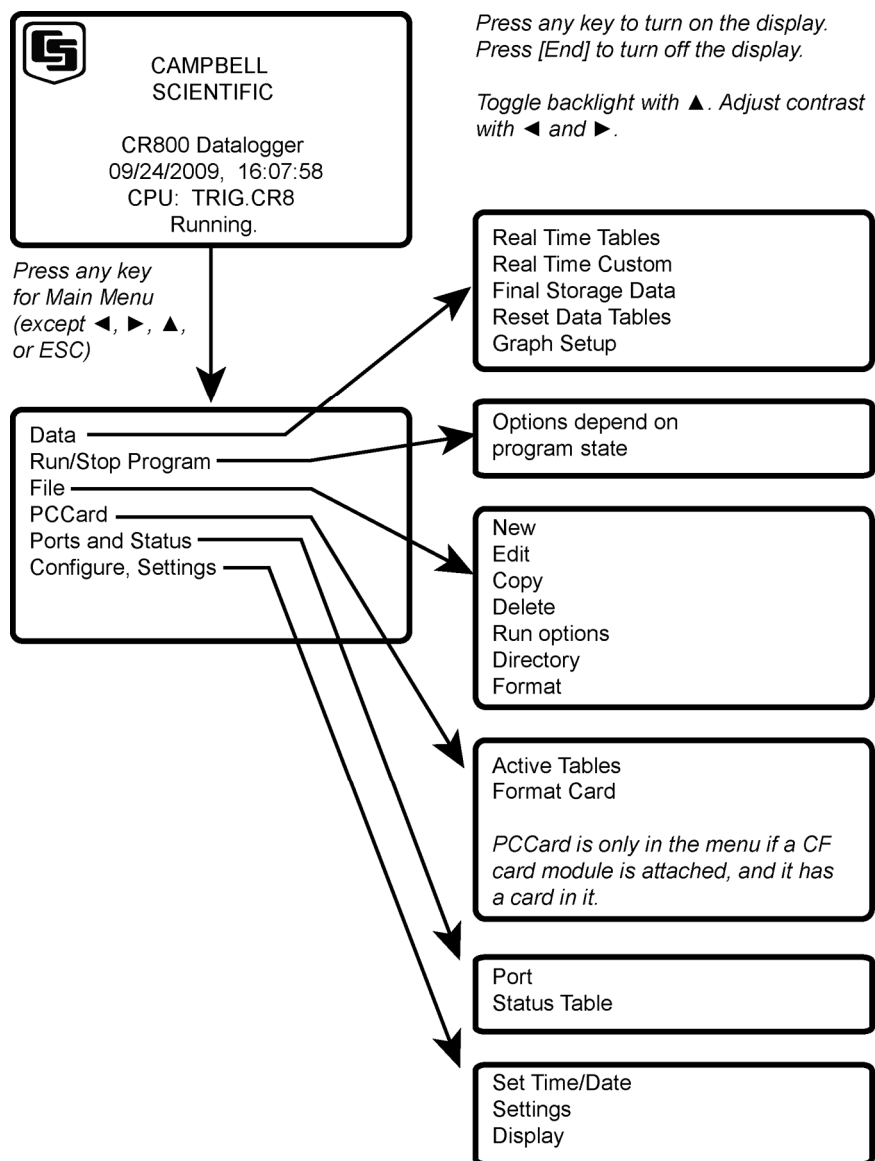 CAMPBELL
SCIENTIFIC
CR800 Datalogger
09/24/2009, 16:07:58
CPU: TRIG.CR8
Running.
Press any key to turn on the display.
Press [End] to turn off the display.
Toggle backlight with ▲. Adjust contrast
with ◄ and ►.
Press any key
for Main Menu
(except ◄, ►, ▲,
or ESC)
Data
Run/Stop Program
File
PCCard
Ports and Status
Configure, Settings
Real Time Tables
Real Time Custom
Final Storage Data
Reset Data Tables
Graph Setup
Options depend on
program state
New
Edit
Copy
Delete
Run options
Directory
Format
Active Tables
Format Card
PCCard is only in the menu if a CF
card module is attached, and it has
a card in it.
Port
Status Table
Set Time/Date
Settings
Display